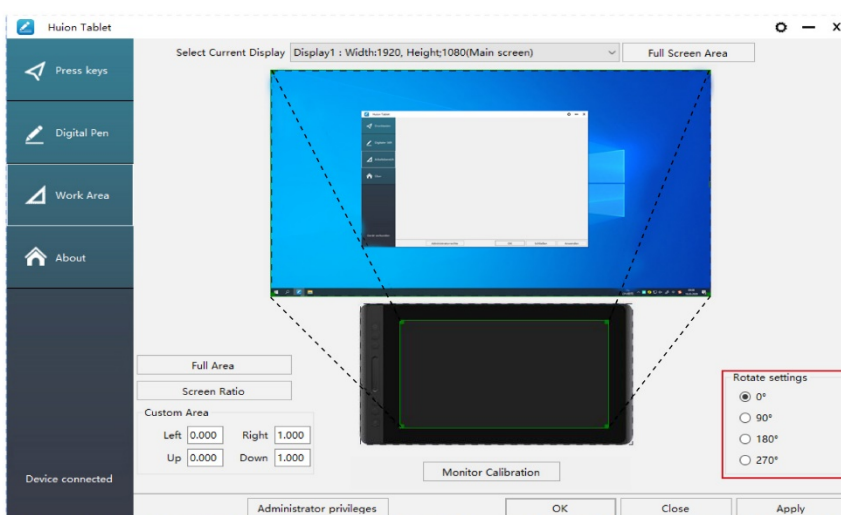 Huion Tablet
Select Current Display Display1 : Width:1920, Height;1080(Main screen) Full Screen Area
Press keys
Digital Pen
Work Area
About
Full Area
Screen Ratio
Custom Area
Left 0.000 Right 1.000
Up 0.000 Down 1.000
Rotate settings
0°
90°
180°
270°
Monitor Calibration
Device connected
Administrator privileges OK Close Apply